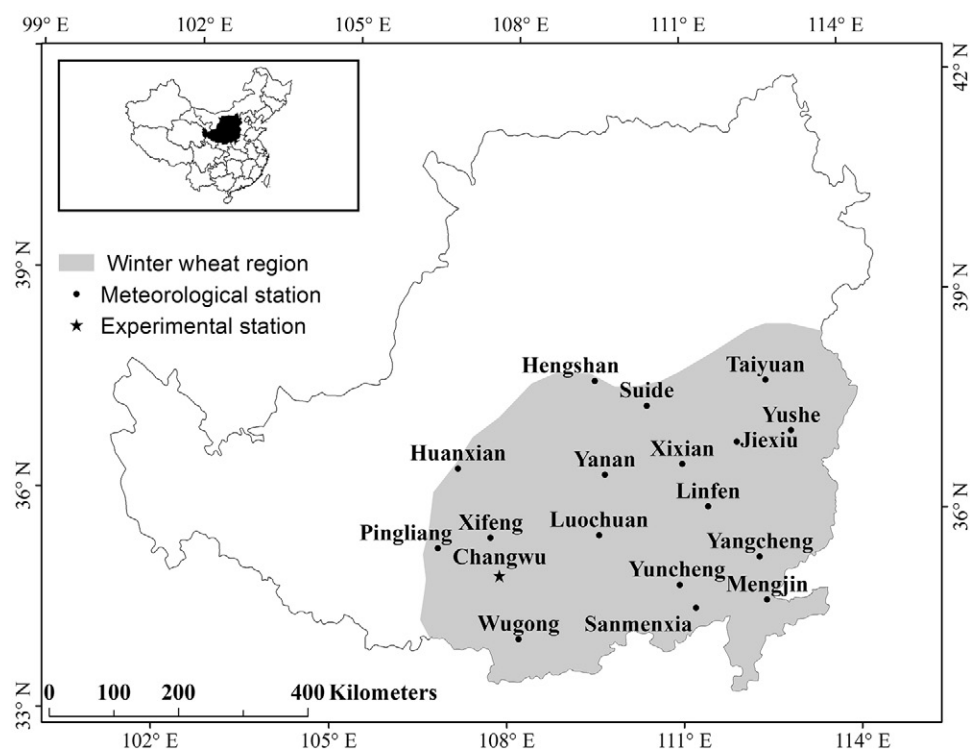 99° E 102° E 105° E 108° E 111° E 114° E
42° N
39° N
39° N
Winter wheat region
Meteorological station
Experimental station
Hengshan
Taiyuan
Suide
Yushe
Jiexiu
Huanxian
Yanan
Xixian
36° N
Linfen
36° N
Xifeng
Luochuan
Pingliang
Changwu
Yangcheng
Yuncheng
Mengjin
Wugong
Sanmenxia
0 100 200 400 Kilometers
33° N
33° N
102° E 105° E 108° E 111° E 114° E